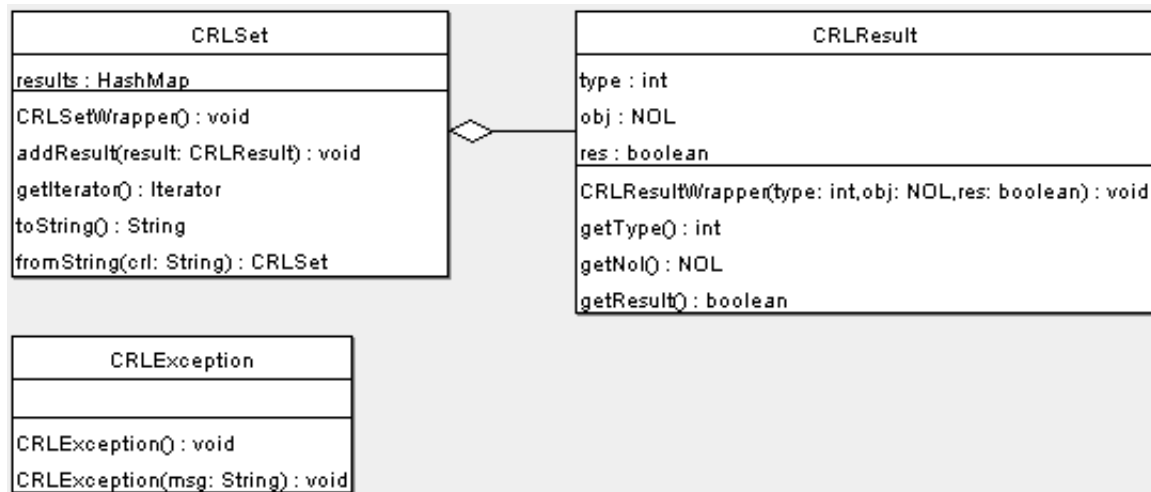 CRLSet
results : HashMap
CRLSetWrapper() : void
addResult(result: CRLResult) : void
getIterator() : Iterator
toString() : String
fromString(crl: String) : CRLSet
CRLResult
type : int
obj : NOL
res : boolean
CRLResultWrapper(type: int,obj: NOL,res: boolean) : void
getType() : int
getNol() : NOL
getResult() : boolean
CRLException
CRLException() : void
CRLException(msg: String) : void